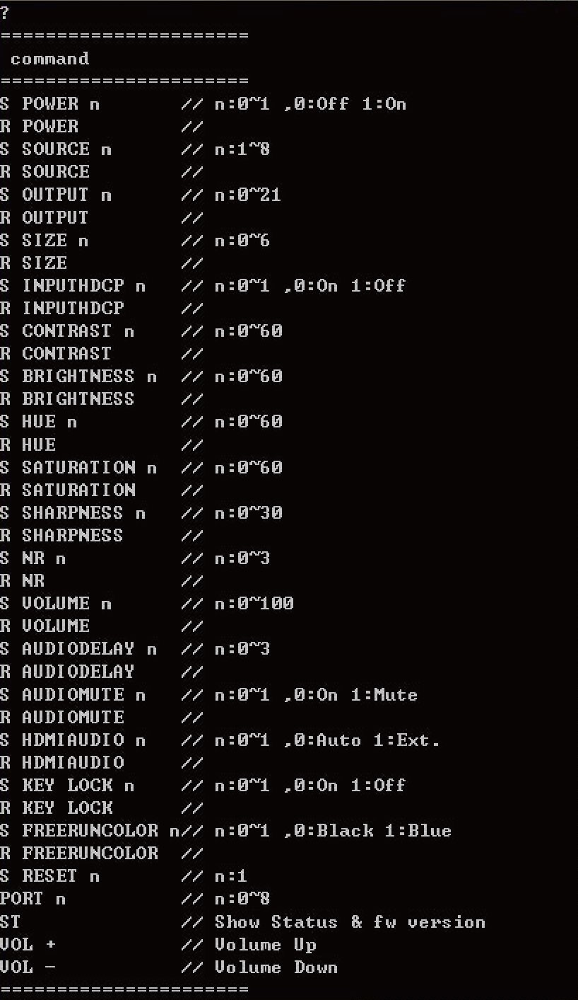 ?
======================
 command
======================
S POWER n       // n:0~1 ,0:Off 1:On
R POWER         //
S SOURCE n      // n:1~8
R SOURCE        //
S OUTPUT n      // n:0~21
R OUTPUT        //
S SIZE n        // n:0~6
R SIZE          //
S INPUTHDCP n   // n:0~1 ,0:On 1:Off
R INPUTHDCP     //
S CONTRAST n    // n:0~60
R CONTRAST      //
S BRIGHTNESS n  // n:0~60
R BRIGHTNESS    //
S HUE n         // n:0~60
R HUE           //
S SATURATION n  // n:0~60
R SATURATION    //
S SHARPNESS n   // n:0~30
R SHARPNESS     //
S NR n          // n:0~3
R NR            //
S VOLUME n      // n:0~100
R VOLUME        //
S AUDIODELAY n  // n:0~3
R AUDIODELAY    //
S AUDIOMUTE n   // n:0~1 ,0:On 1:Mute
R AUDIOMUTE     //
S HDMIAUDIO n   // n:0~1 ,0:Auto 1:Ext.
R HDMIAUDIO     //
S KEY LOCK n    // n:0~1 ,0:On 1:Off
R KEY LOCK      //
S FREERUNCOLOR n// n:0~1 ,0:Black 1:Blue
R FREERUNCOLOR  //
S RESET n       // n:1
PORT n          // n:0~8
ST              // Show Status & fw version
VOL +           // Volume Up
VOL -           // Volume Down
======================